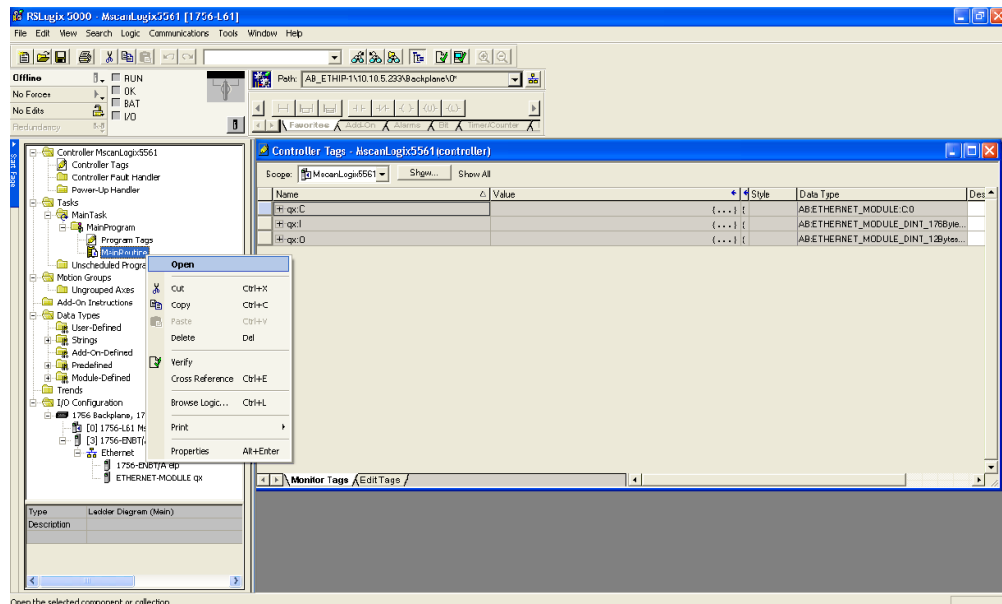 RSLogix 5000 - MscanLogix5561 [1756-L61]
File Edit View Search Logic Communications Tools Window Help
Offline
RUN
Path: AB_ETHIP-1\10.10.5.233\Backplane\0*
No Forces
OK
No Edits
BAT
I/O
Redundancy
Favorites Add-On Alarms Bit Timer/Counter
Start Page
Controller MscanLogix5561
Controller Tags
Controller Fault Handler
Power-Up Handler
Tasks
MainTask
MainProgram
Program Tags
MainRoutine
Unscheduled Progra
Motion Groups
Ungrouped Axes
Add-On Instructions
Data Types
User-Defined
Strings
Add-On-Defined
Predefined
Module-Defined
Trends
I/O Configuration
1756 Backplane, 17
[0] 1756-L61 Ms
[3] 1756-ENBT/
Ethernet
1756-ENBT/A eip
ETHERNET-MODULE qx
Open
Cut Ctrl+X
Copy Ctrl+C
Paste Ctrl+V
Delete Del
Verify
Cross Reference Ctrl+E
Browse Logic... Ctrl+L
Print
Properties Alt+Enter
Controller Tags - MscanLogix5561(controller)
Scope: MscanLogix5561 Show... Show All
Name Value Style Data Type Des
qx:C {...} { AB:ETHERNET_MODULE:C:0
qx:I {...} { AB:ETHERNET_MODULE_DINT_176Byte...
qx:O {...} { AB:ETHERNET_MODULE_DINT_128Bytes...
Monitor Tags Edit Tags
Type Ladder Diagram (Main)
Description
Open the selected component or collection